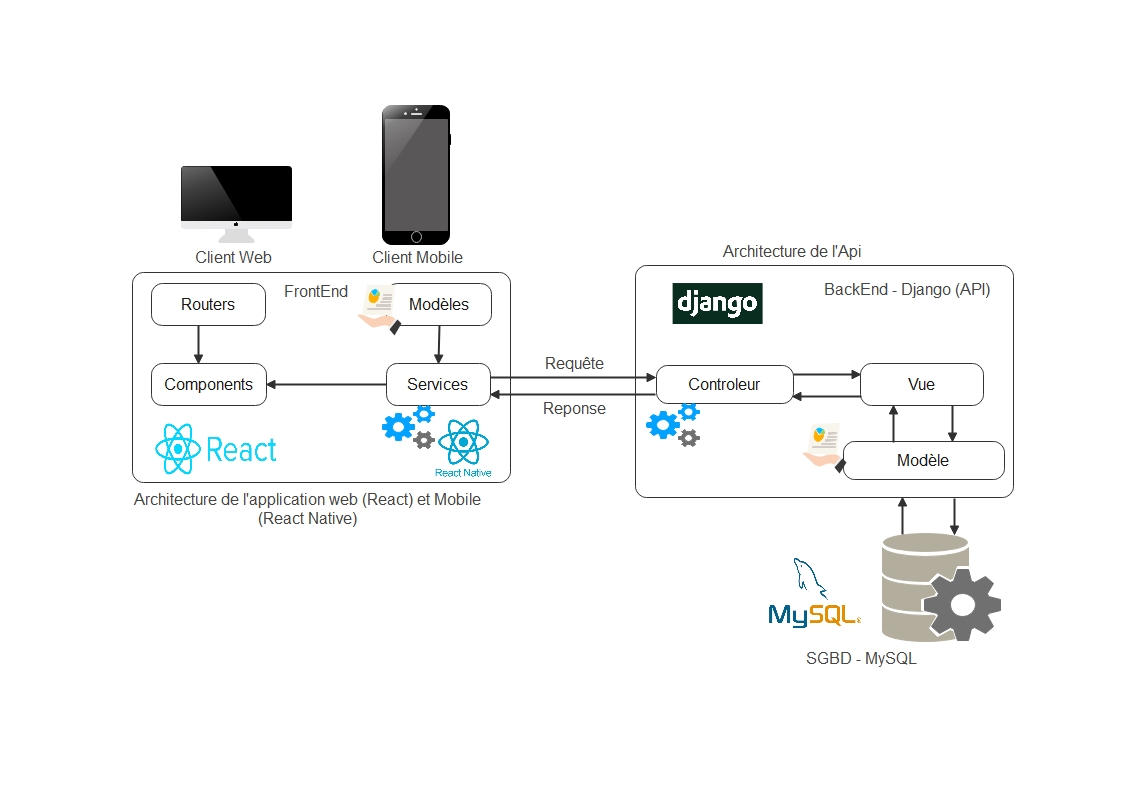 Client Web
Client Mobile
Architecture de l'Api
Routers
FrontEnd
Modèles
django
BackEnd - Django (API)
Requête
Components
Services
Controleur
Vue
Reponse
React
React Native
Modèle
Architecture de l'application web (React) et Mobile
(React Native)
MySQL
SGBD - MySQL